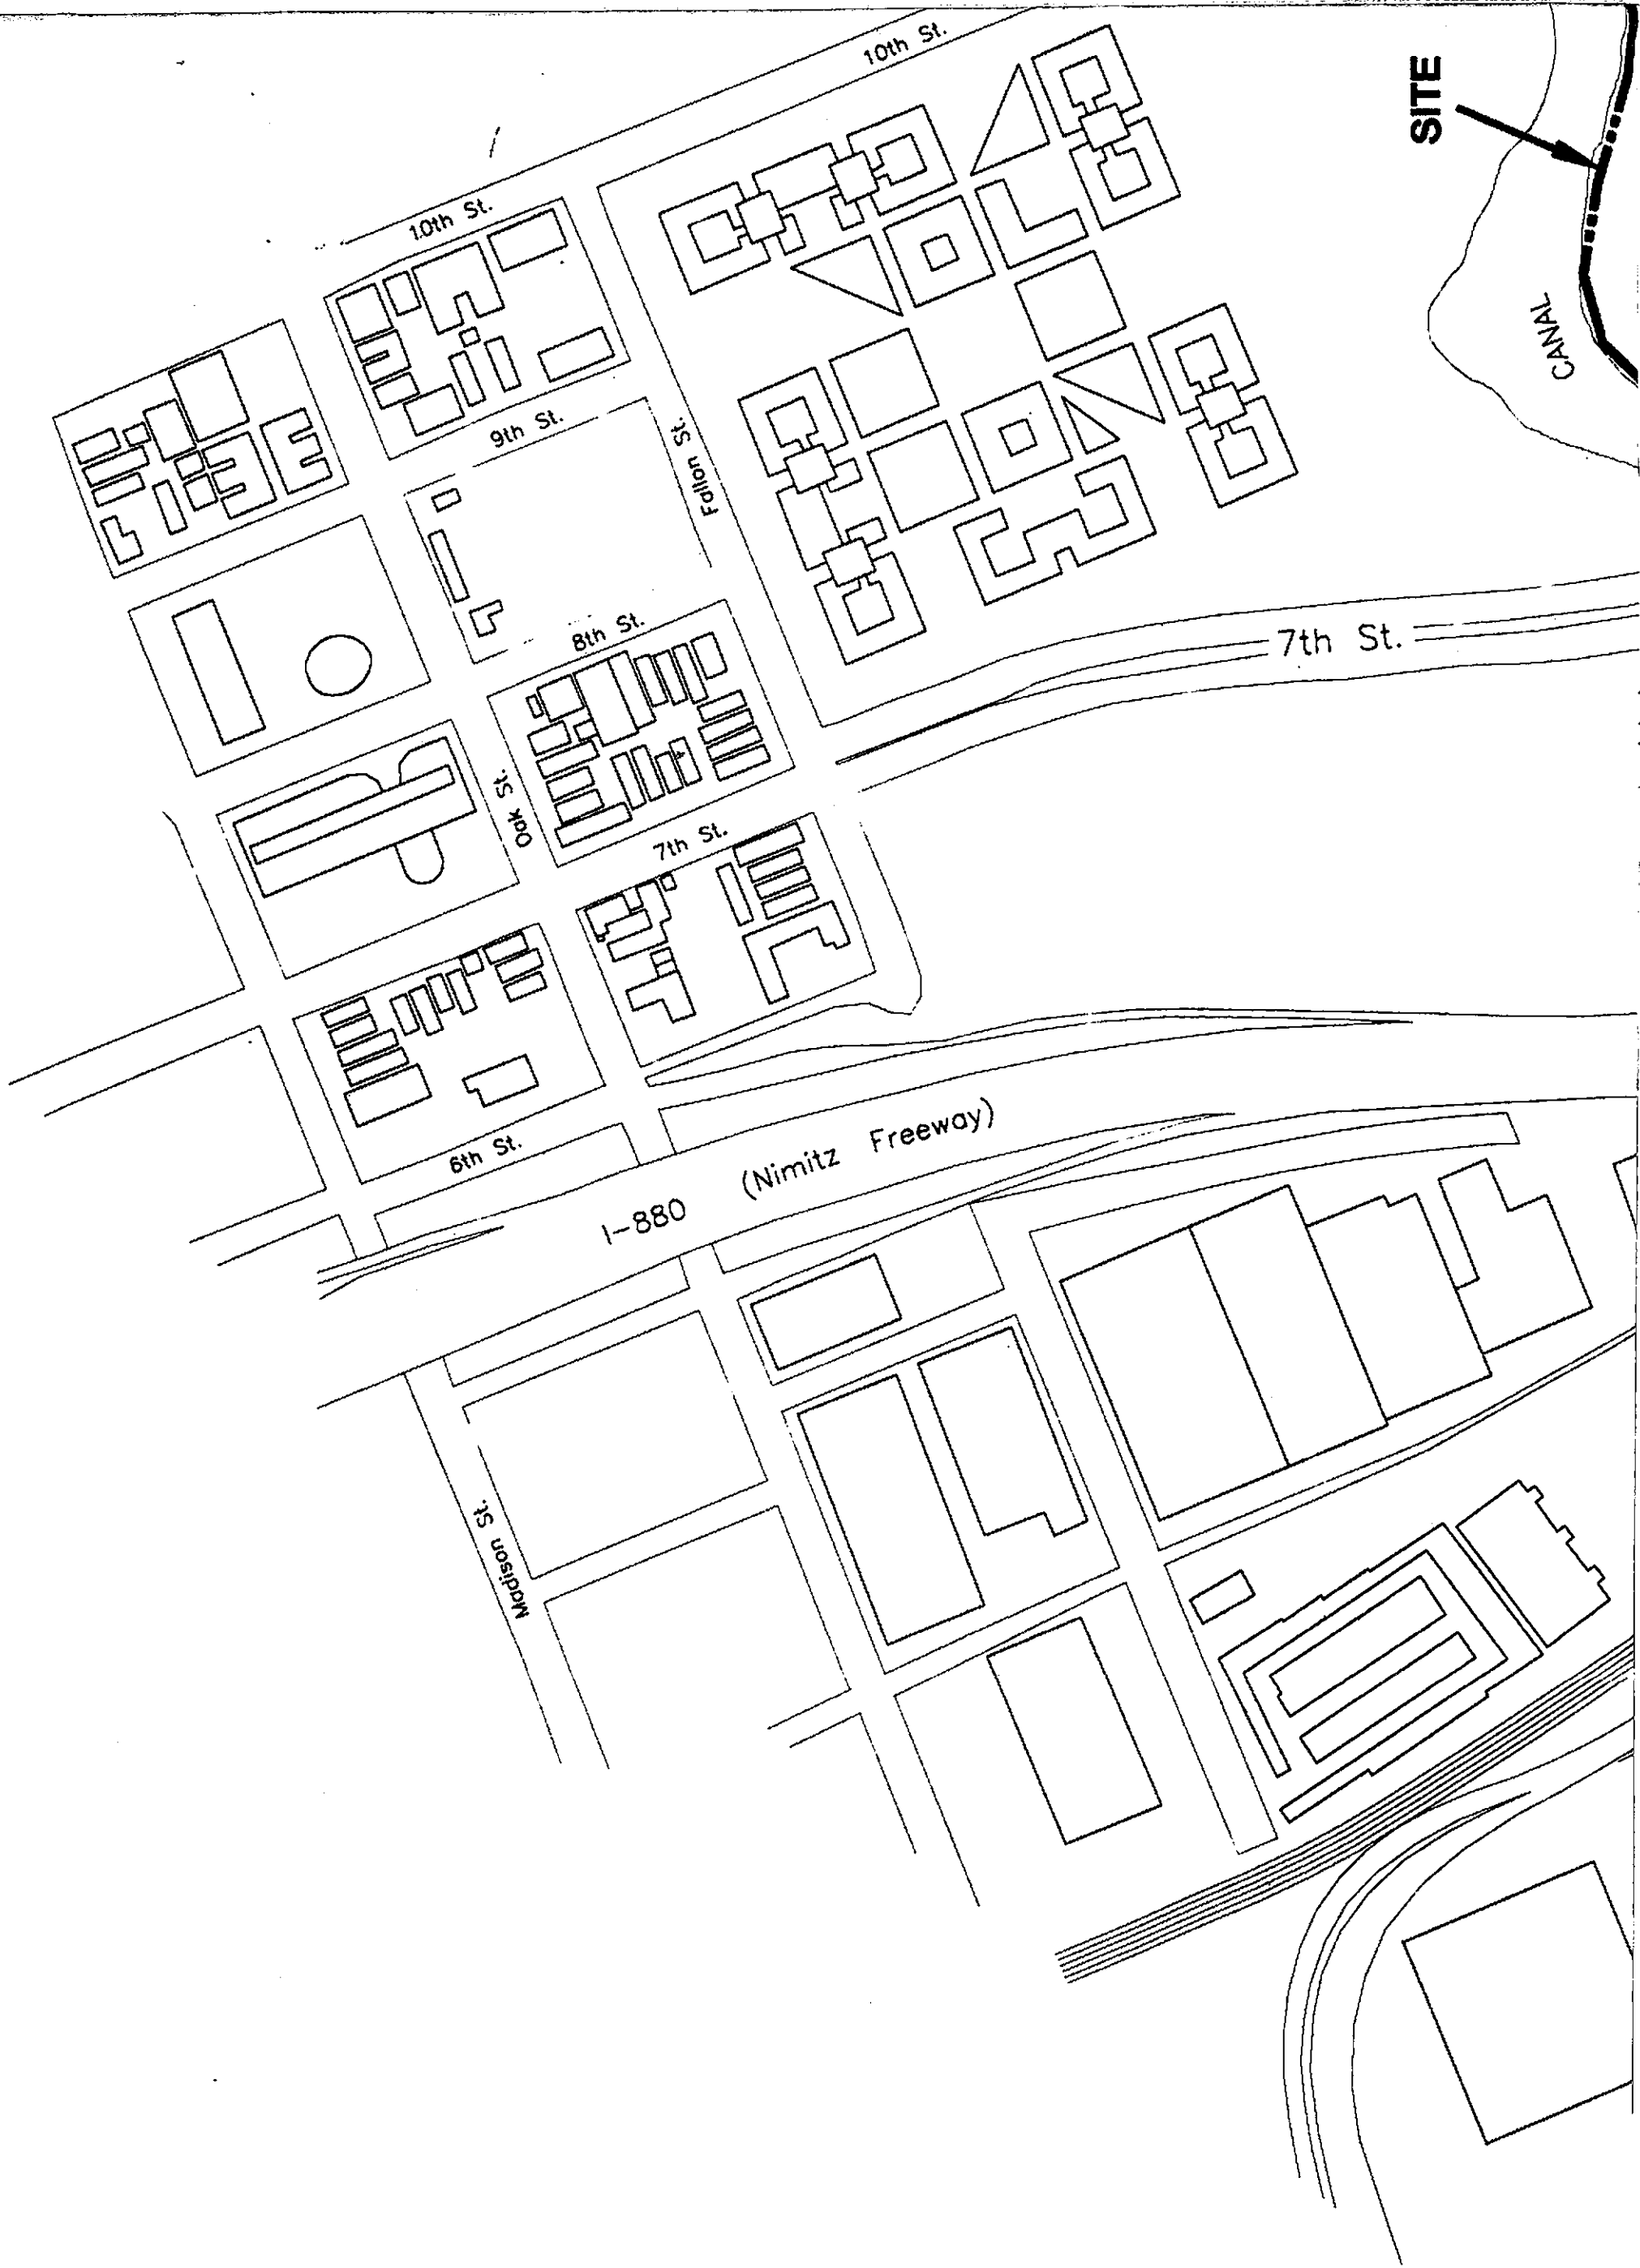 10th St.
SITE
10th St.
CANAL
9th St.
Fallon St.
8th St.
7th St.
Oak St.
7th St.
6th St.
I-880 (Nimitz Freeway)
Madison St.